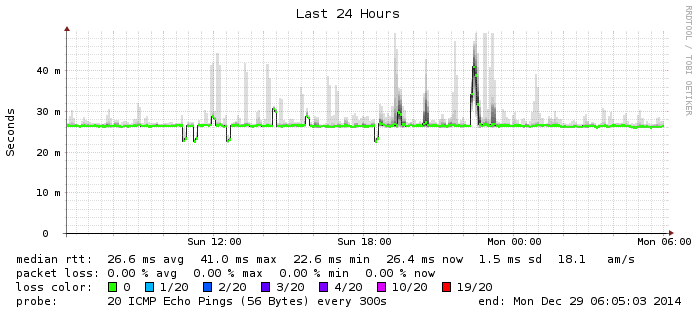 Last 24 Hours
RRDTOOL / TOBI OETIKER
Seconds
40 m
30 m
20 m
10 m
0
Sun 12:00 Sun 18:00 Mon 00:00 Mon 06:00
median rtt: 26.6 ms avg 41.0 ms max 22.6 ms min 26.4 ms now 1.5 ms sd 18.1 am/s
packet loss: 0.00 % avg 0.00 % max 0.00 % min 0.00 % now
loss color: 0 1/20 2/20 3/20 4/20 10/20 19/20
probe: 20 ICMP Echo Pings (56 Bytes) every 300s end: Mon Dec 29 06:05:03 2014